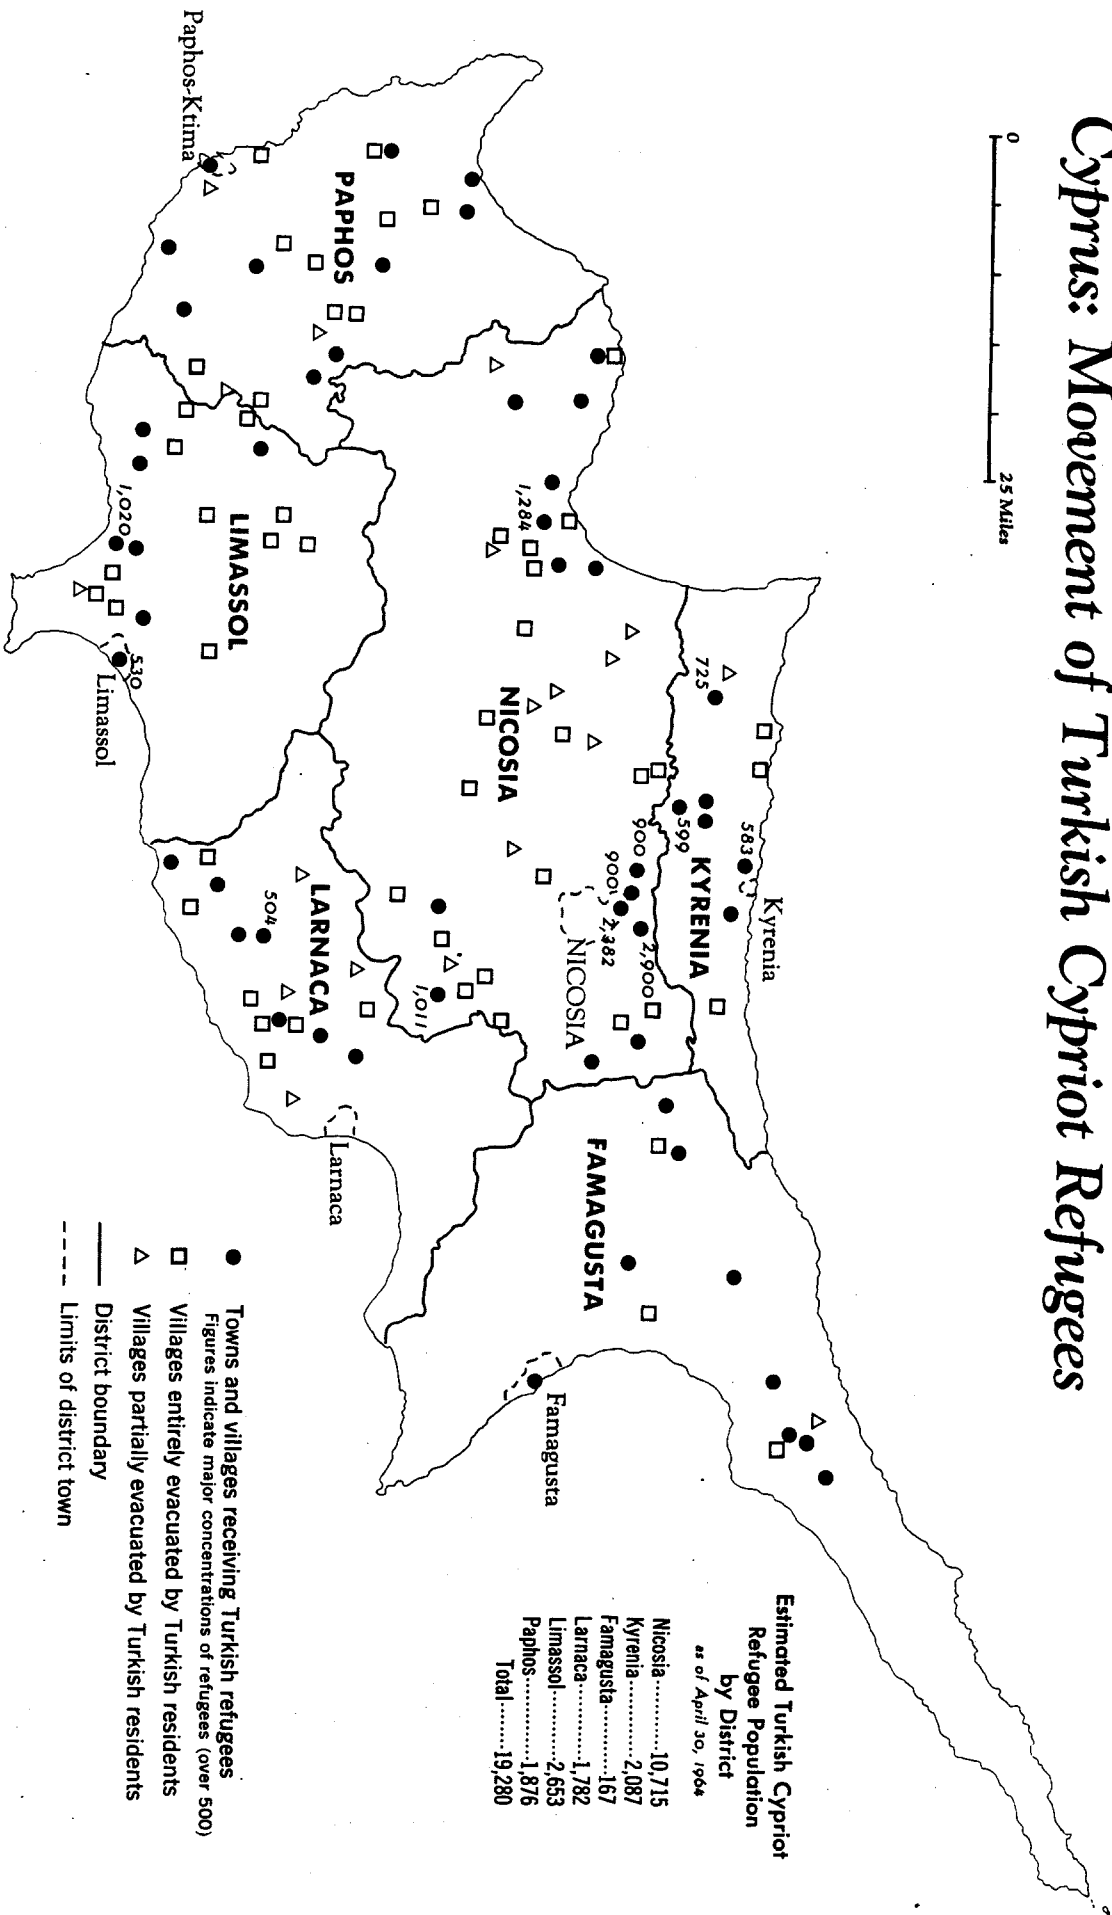 Cyprus: Movement of Turkish Cypriot Refugees
0
25 Miles
Kyrenia
583
725
KYRENIA
599
900
900
2,382
2,900
NICOSIA
NICOSIA
1,284
1,011
FAMAGUSTA
Famagusta
PAPHOS
Paphos-Ktima
LIMASSOL
1,020
530
Limassol
LARNACA
504
Larnaca
Estimated Turkish Cypriot
Refugee Population
by District
as of April 30, 1964
Nicosia..........10,715
Kyrenia..........2,087
Famagusta..........167
Larnaca..........1,782
Limassol..........2,653
Paphos..........1,876
Total........19,280
Towns and villages receiving Turkish refugees
Figures indicate major concentrations of refugees (over 500)
Villages entirely evacuated by Turkish residents
Villages partially evacuated by Turkish residents
District boundary
Limits of district town